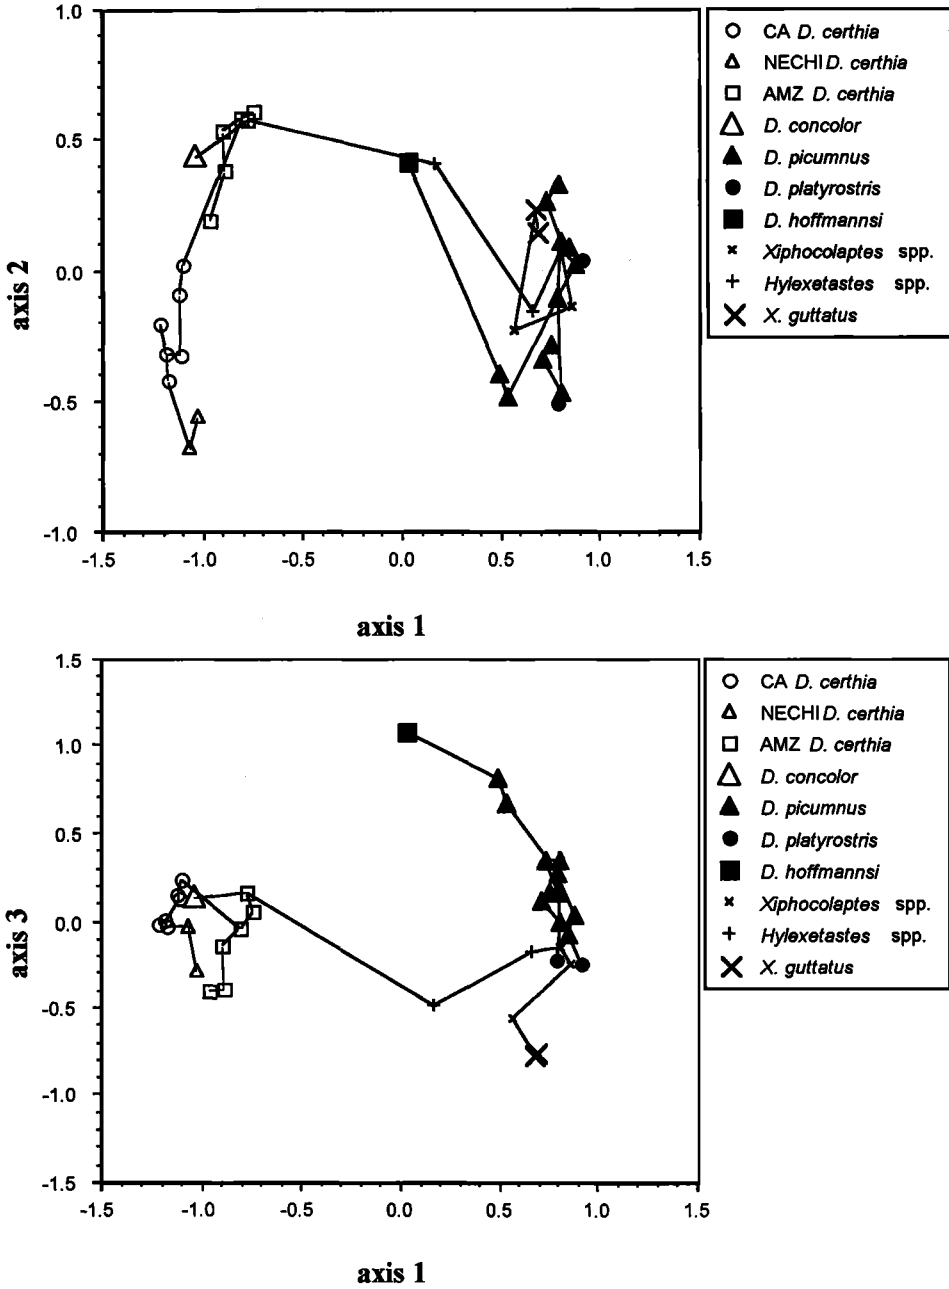 1.0
0.5
0.0
-0.5
-1.0
axis 2
-1.5
-1.0
-0.5
0.0
0.5
1.0
1.5
axis 1
CA D. certhia
NECHI D. certhia
AMZ D. certhia
D. concolor
D. picumnus
D. platyrostris
D. hoffmannsi
Xiphocolaptes spp.
Hylexetastes spp.
X. guttatus
1.5
1.0
0.5
0.0
-0.5
-1.0
-1.5
axis 3
-1.5
-1.0
-0.5
0.0
0.5
1.0
1.5
axis 1
CA D. certhia
NECHI D. certhia
AMZ D. certhia
D. concolor
D. picumnus
D. platyrostris
D. hoffmannsi
Xiphocolaptes spp.
Hylexetastes spp.
X. guttatus